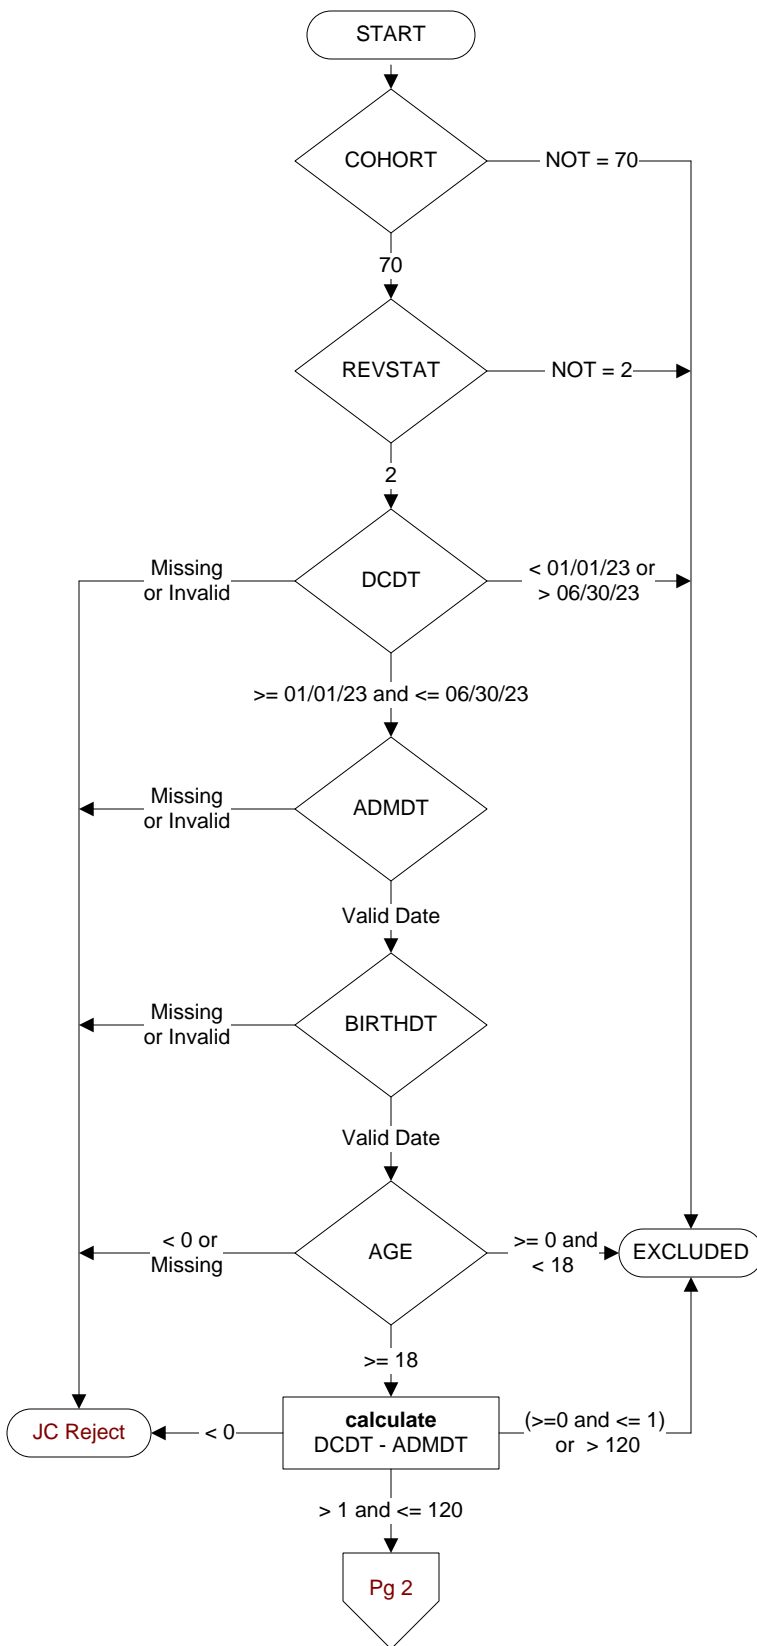 START
COHORT
NOT = 70
70
REVSTAT
NOT = 2
2
Missing
or Invalid
DCDT
< 01/01/23 or
> 06/30/23
>= 01/01/23 and <= 06/30/23
Missing
or Invalid
ADMDT
Valid Date
Missing
or Invalid
BIRTHDT
Valid Date
< 0 or
Missing
AGE
>= 0 and
< 18
EXCLUDED
>= 18
JC Reject
< 0
calculate
DCDT - ADMDT
(>=0 and <= 1)
or > 120
> 1 and <= 120
Pg 2